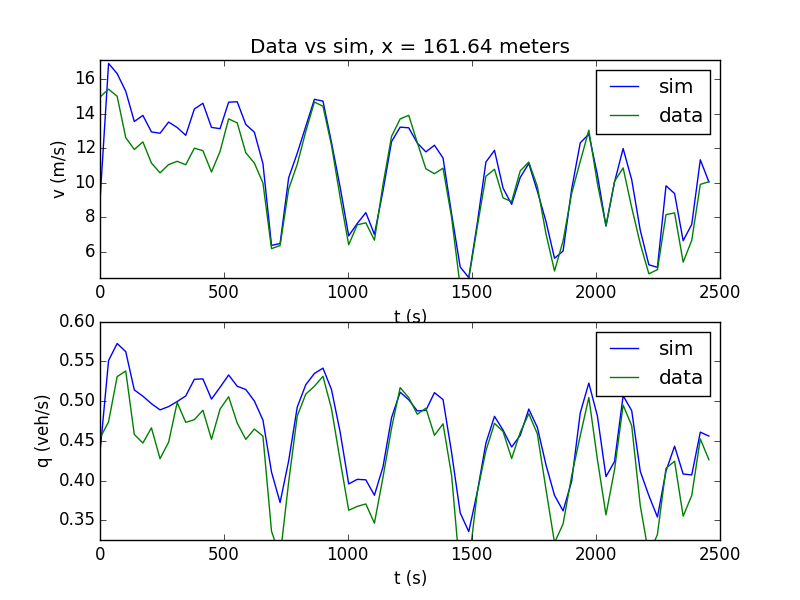 Data vs sim, x = 161.64 meters
v (m/s)
16
14
12
10
8
6
sim
data
0
500
1000
1500
2000
2500
t (s)
q (veh/s)
0.60
0.55
0.50
0.45
0.40
0.35
sim
data
0
500
1000
1500
2000
2500
t (s)